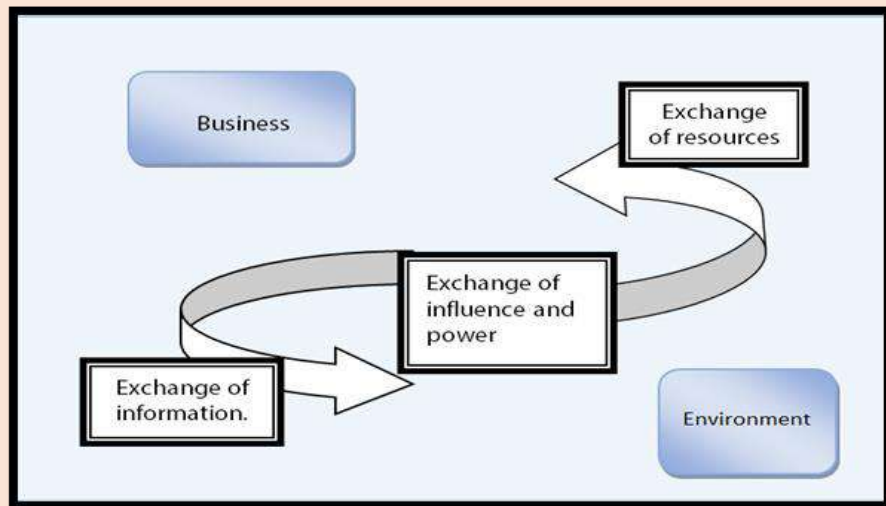 Business
Exchange
of resources
Exchange of
influence and
power
Exchange of
information.
Environment